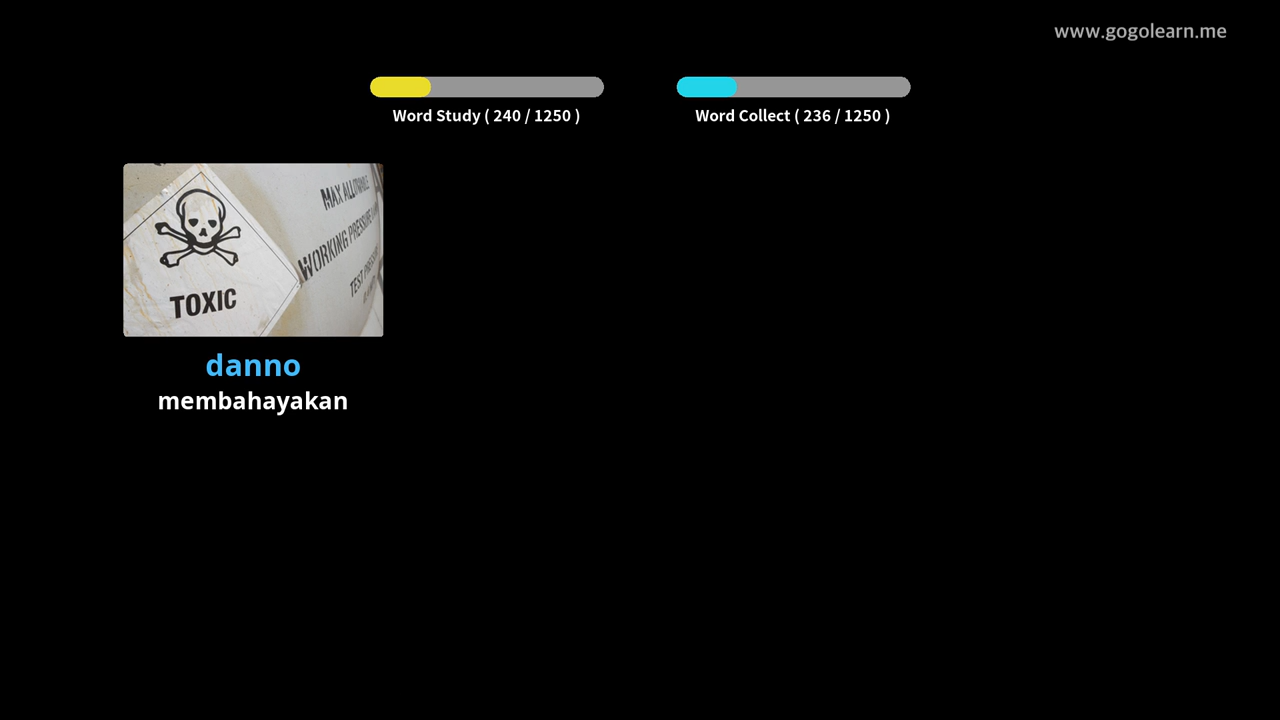 www.gogolearn.me
Word Study ( 240 / 1250 )
Word Collect ( 236 / 1250 )
MAX ALLOWABLE
WORKING PRESSURE
TEST
TOXIC
danno
membahayakan